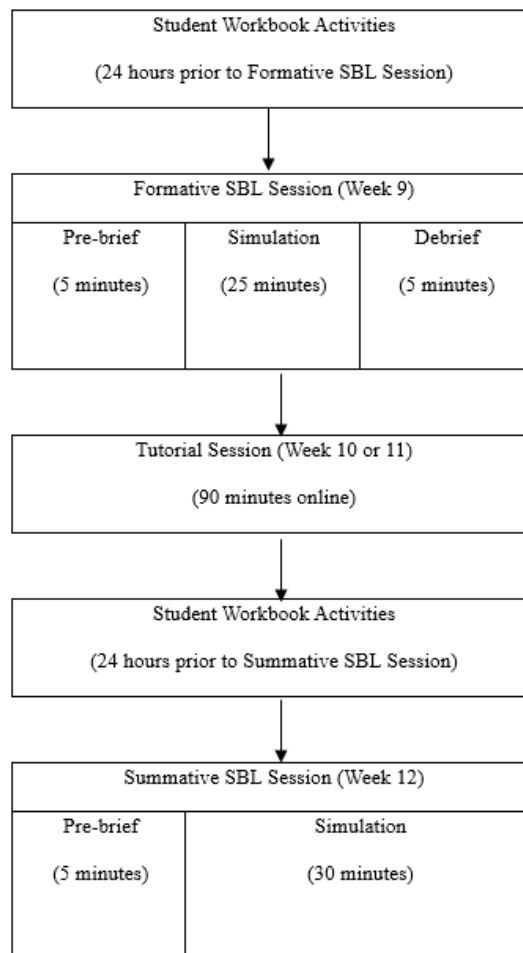 Student Workbook Activities
(24 hours prior to Formative SBL Session)
Formative SBL Session (Week 9)
Pre-brief
(5 minutes)
Simulation
(25 minutes)
Debrief
(5 minutes)
Tutorial Session (Week 10 or 11)
(90 minutes online)
Student Workbook Activities
(24 hours prior to Summative SBL Session)
Summative SBL Session (Week 12)
Pre-brief
(5 minutes)
Simulation
(30 minutes)